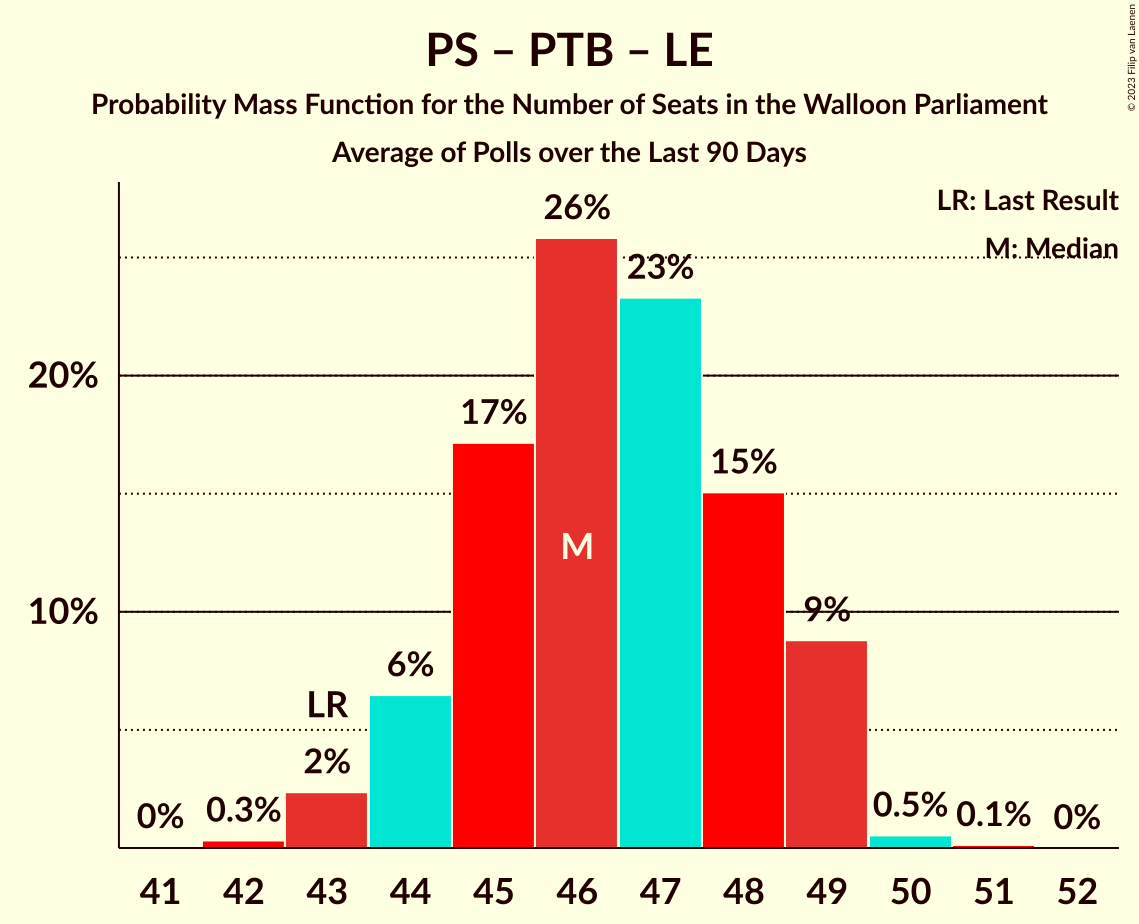 PS – PTB – LE
Probability Mass Function for the Number of Seats in the Walloon Parliament
Average of Polls over the Last 90 Days
© 2023 Filip van Laenen
LR: Last Result
M: Median
20%
10%
0%
0.3%
2%
LR
6%
17%
26%
M
23%
15%
9%
0.5%
0.1%
0%
41 42 43 44 45 46 47 48 49 50 51 52